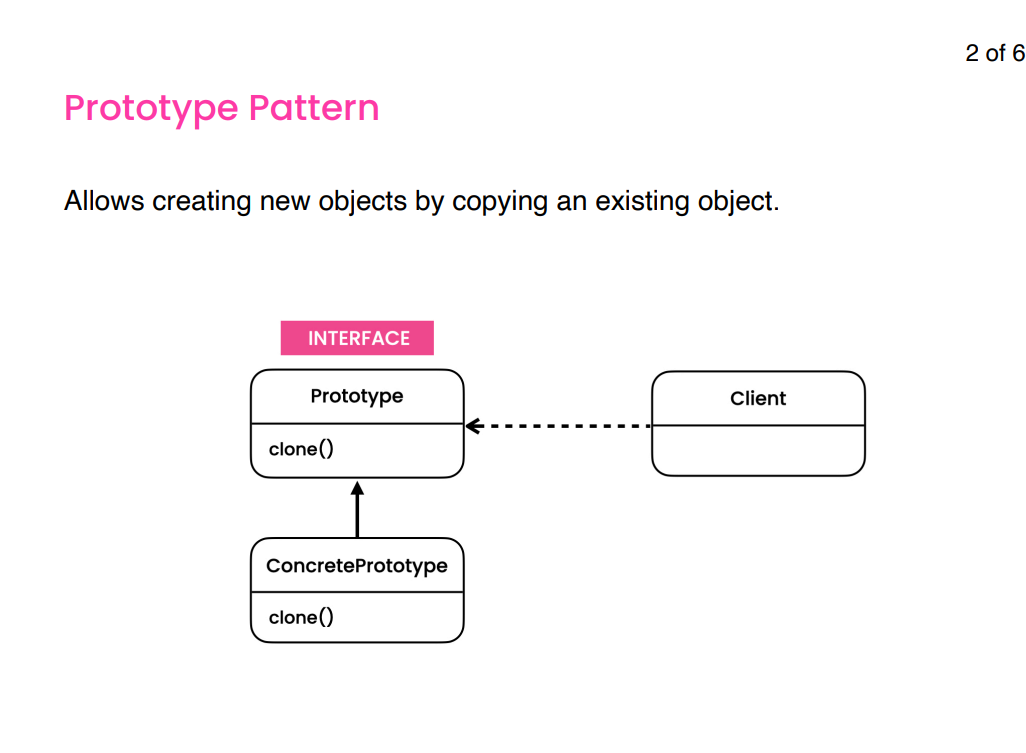 2 of 6
Prototype Pattern
Allows creating new objects by copying an existing object.
INTERFACE
Prototype
clone()
Client
ConcretePrototype
clone()